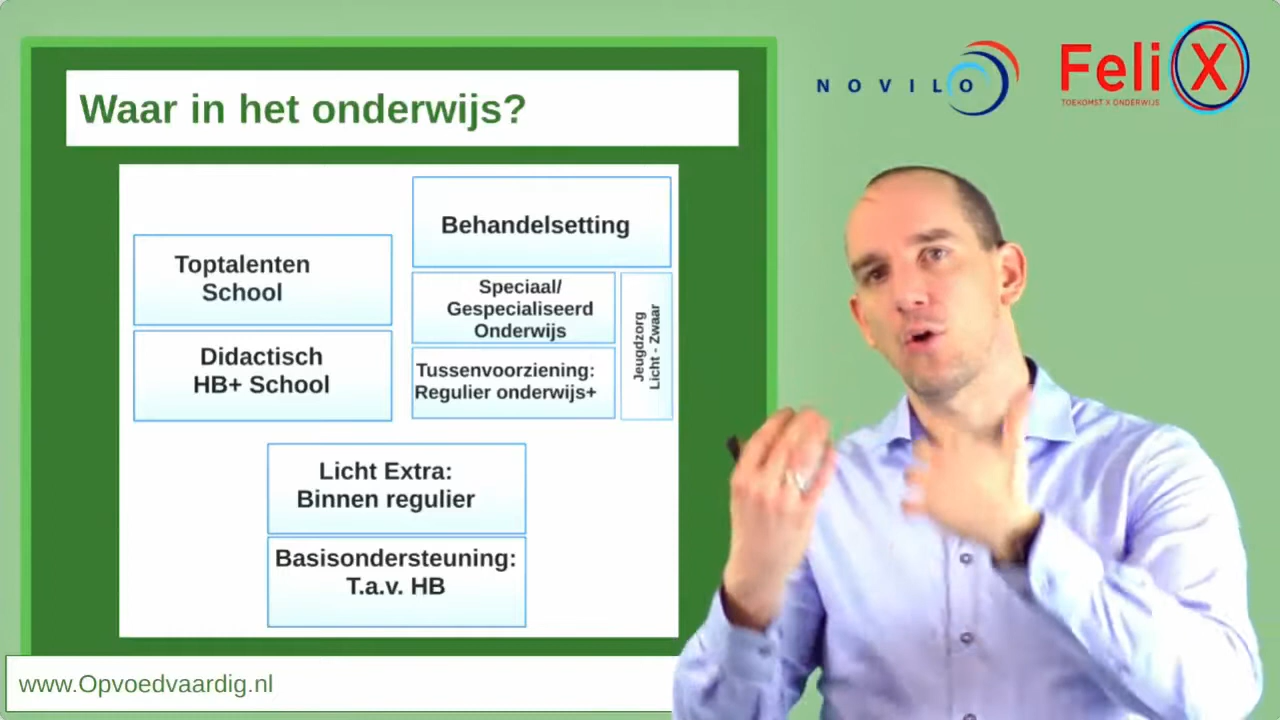 Waar in het onderwijs?
NOVILO
FeliX
TOEKOMST X ONDERWIJS
Behandelsetting
Toptalenten
School
Speciaal/
Gespecialiseerd
Onderwijs
Jeugdzorg
Licht - Zwaar
Didactisch
HB+ School
Tussenvoorziening:
Regulier onderwijs+
Licht Extra:
Binnen regulier
Basisondersteuning:
T.a.v. HB
www.Opvoedvaardig.nl